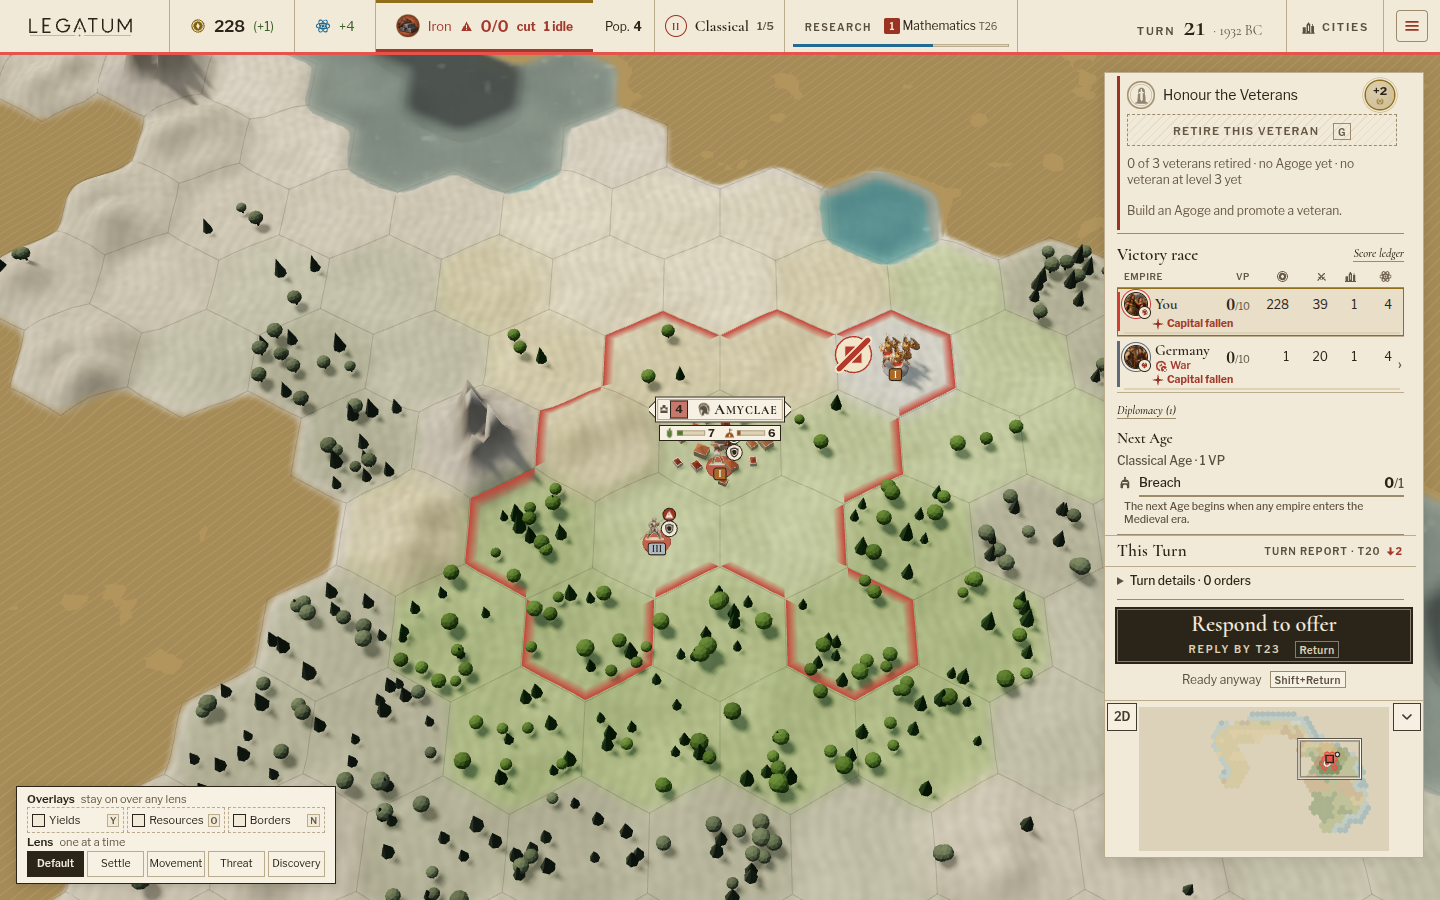 LEGATUM
228 (+1)
+4
Iron 0/0 cut 1 idle
Pop. 4
II Classical 1/5
RESEARCH 1 Mathematics T26
TURN 21 · 1932 BC
CITIES
Honour the Veterans
+2
RETIRE THIS VETERAN G
0 of 3 veterans retired · no Agoge yet · no
veteran at level 3 yet
Build an Agoge and promote a veteran.
Victory race
Score ledger
EMPIRE VP
You 0/10 228 39 1 4
Capital fallen
Germany 0/10 1 20 1 4 ›
War
Capital fallen
Diplomacy (1)
Next Age
Classical Age · 1 VP
Breach 0/1
The next Age begins when any empire enters the
Medieval era.
This Turn
TURN REPORT · T20 2
Turn details · 0 orders
Respond to offer
REPLY BY T23 Return
Ready anyway Shift+Return
2D
I
4 AMYCLAE
7 6
I
III
Overlays stay on over any lens
Yields Y
Resources O
Borders N
Lens one at a time
Default
Settle
Movement
Threat
Discovery